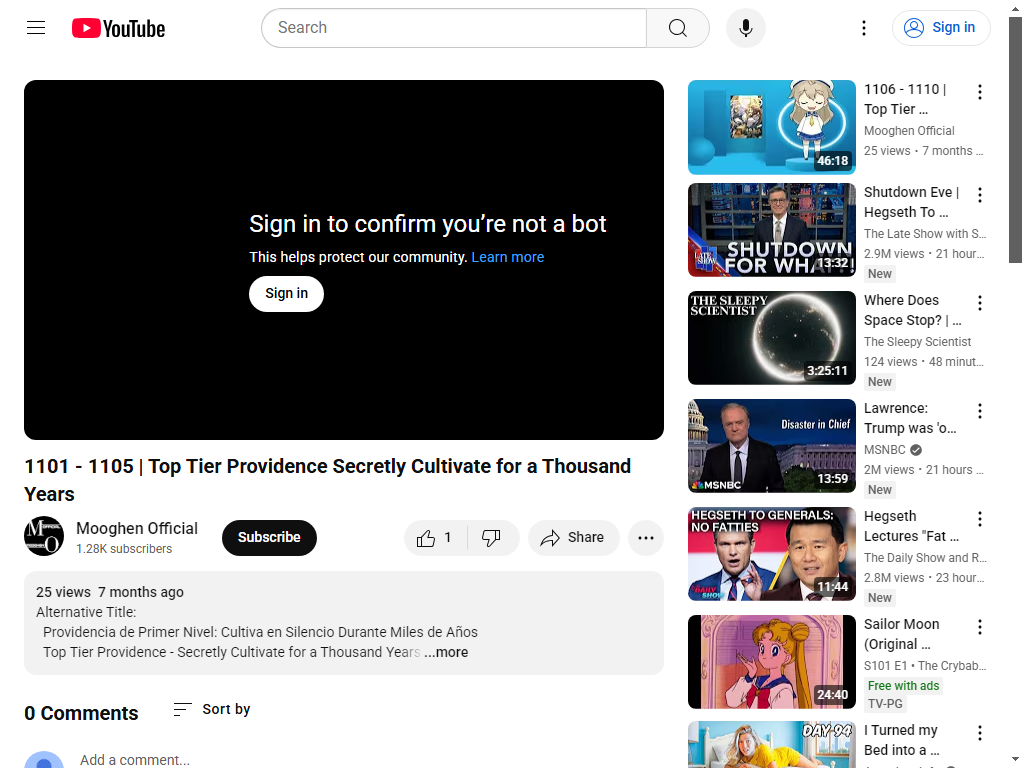 YouTube
Search
Sign in
Sign in to confirm you’re not a bot
This helps protect our community. Learn more
Sign in
1101 - 1105 | Top Tier Providence Secretly Cultivate for a Thousand
Years
Mooghen Official
1.28K subscribers
Subscribe
1
Share
25 views 7 months ago
Alternative Title:
Providencia de Primer Nivel: Cultiva en Silencio Durante Miles de Años
Top Tier Providence - Secretly Cultivate for a Thousand Years ...more
0 Comments
Sort by
Add a comment...
46:18
1106 - 1110 |
Top Tier ...
Mooghen Official
25 views • 7 months ...
LATE SHOW
SHUTDOWN
FOR WHAT?!
13:32
Shutdown Eve |
Hegseth To ...
The Late Show with S...
2.9M views • 21 hour...
New
THE SLEEPY
SCIENTIST
3:25:11
Where Does
Space Stop? | ...
The Sleepy Scientist
124 views • 48 minut...
New
Disaster in Chief
MSNBC
13:59
Lawrence:
Trump was 'o...
MSNBC
2M views • 21 hours ...
New
HEGSETH TO GENERALS:
NO FATTIES
DAILY SHOW
11:44
Hegseth
Lectures "Fat ...
The Daily Show and R...
2.8M views • 23 hour...
New
24:40
Sailor Moon
(Original ...
S101 E1 • The Crybab...
Free with ads
TV-PG
DAY-94
I Turned my
Bed into a ...